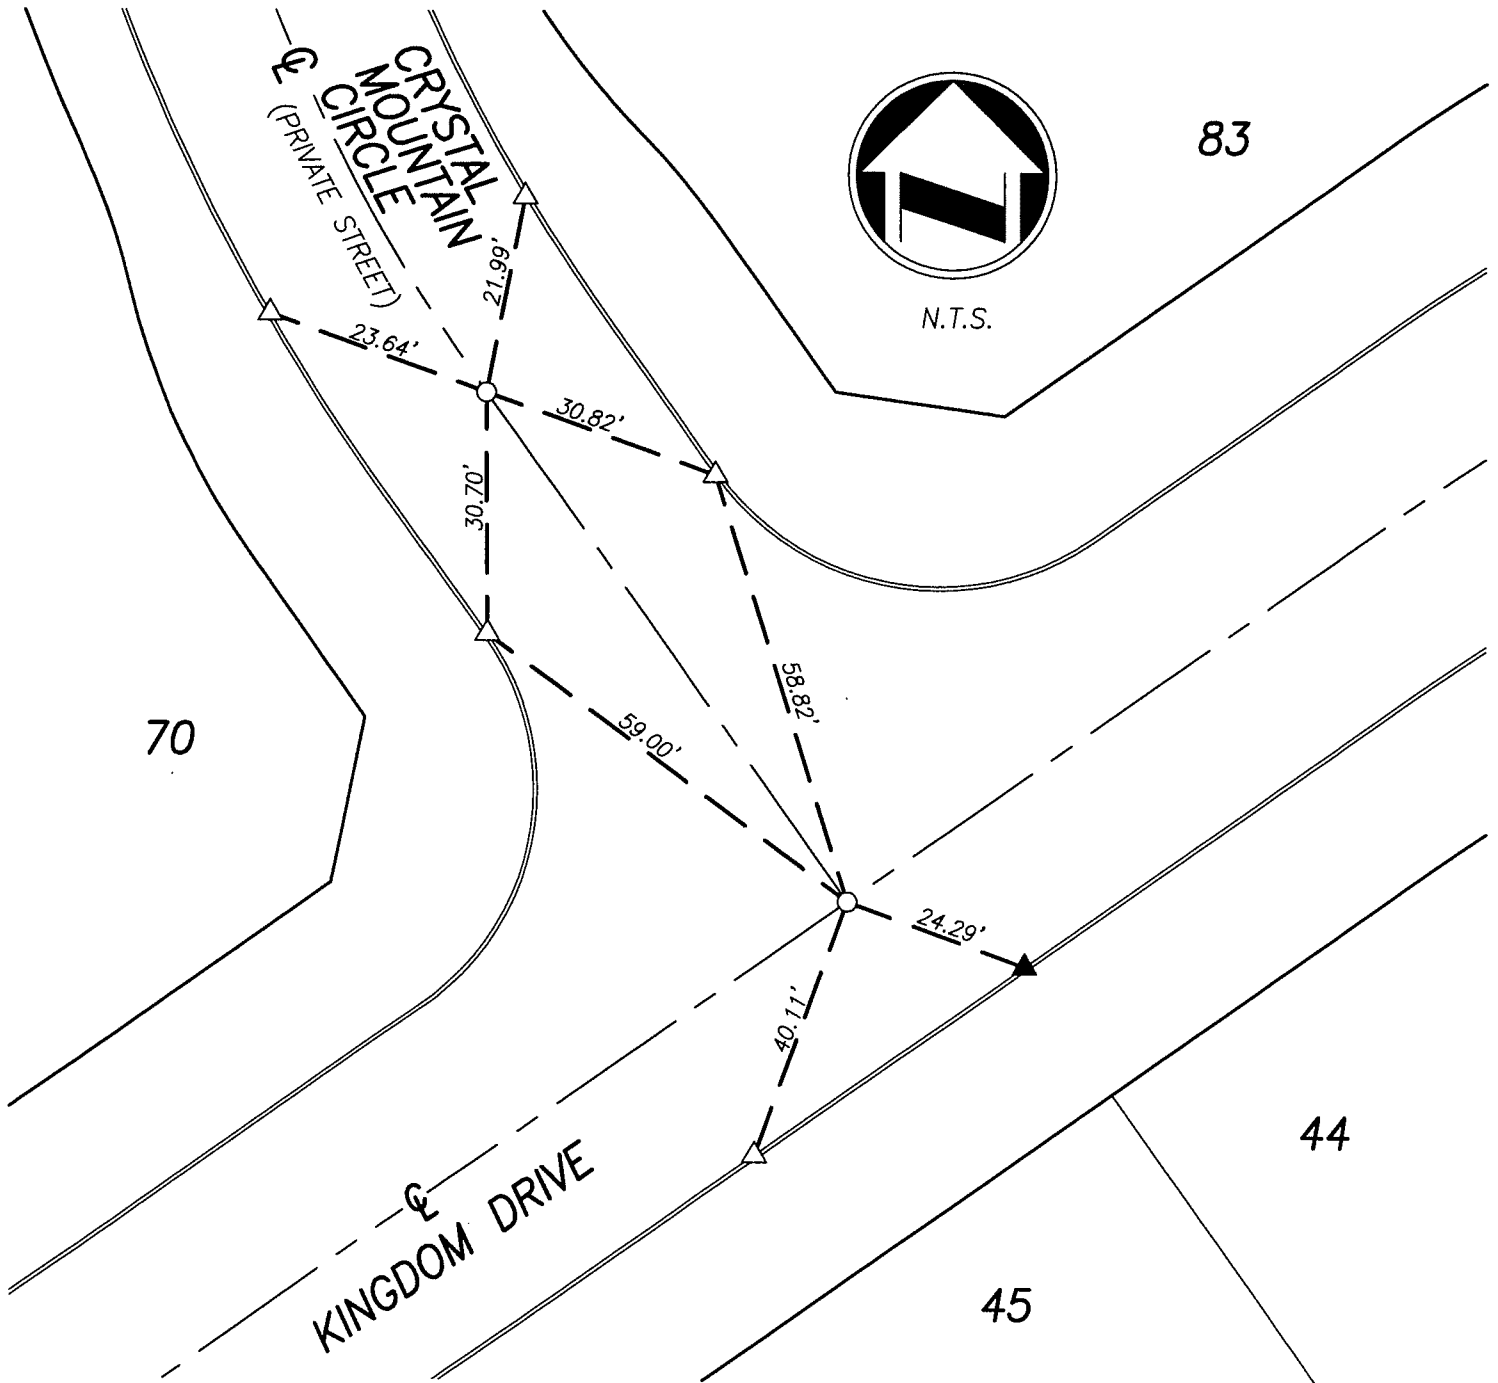 ℄
CRYSTAL
MOUNTAIN
CIRCLE
(PRIVATE STREET)
83
N.T.S.
21.99'
23.64'
30.82'
30.70'
58.82'
59.00'
70
24.29'
40.11'
℄
KINGDOM DRIVE
44
45